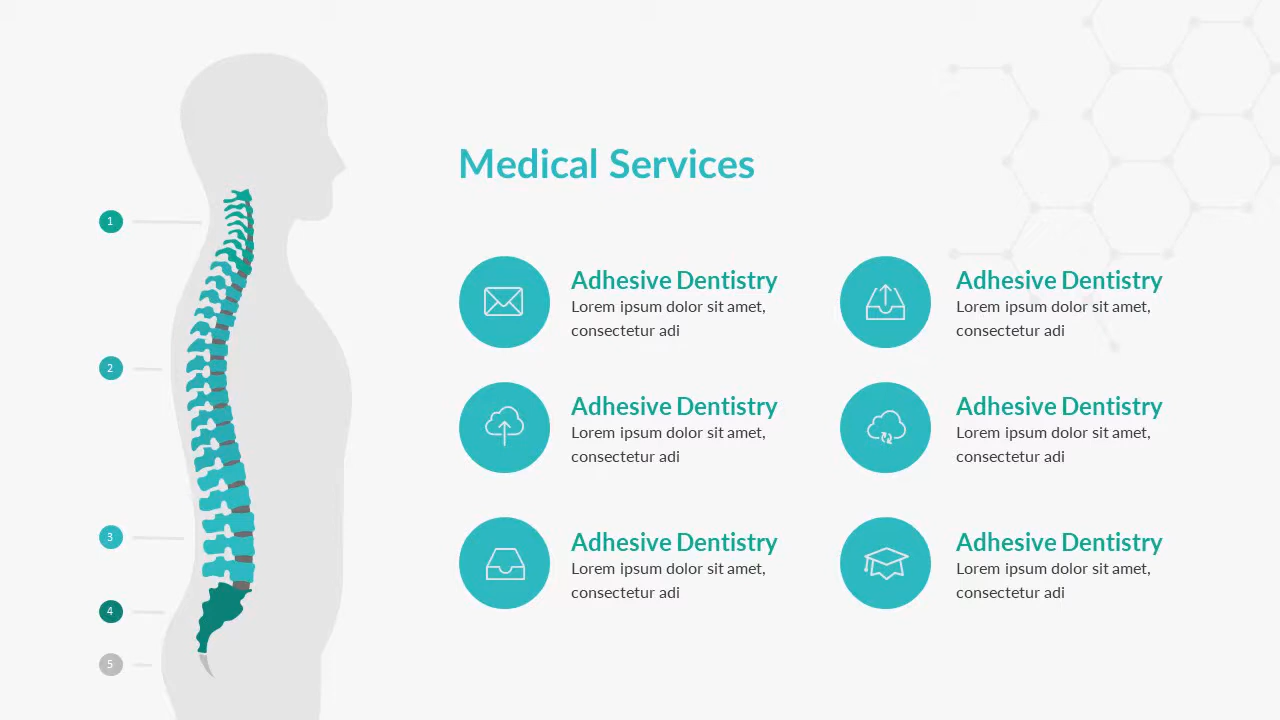 Medical Services
1
2
3
4
5
Adhesive Dentistry
Lorem ipsum dolor sit amet,
consectetur adi
Adhesive Dentistry
Lorem ipsum dolor sit amet,
consectetur adi
Adhesive Dentistry
Lorem ipsum dolor sit amet,
consectetur adi
Adhesive Dentistry
Lorem ipsum dolor sit amet,
consectetur adi
Adhesive Dentistry
Lorem ipsum dolor sit amet,
consectetur adi
Adhesive Dentistry
Lorem ipsum dolor sit amet,
consectetur adi